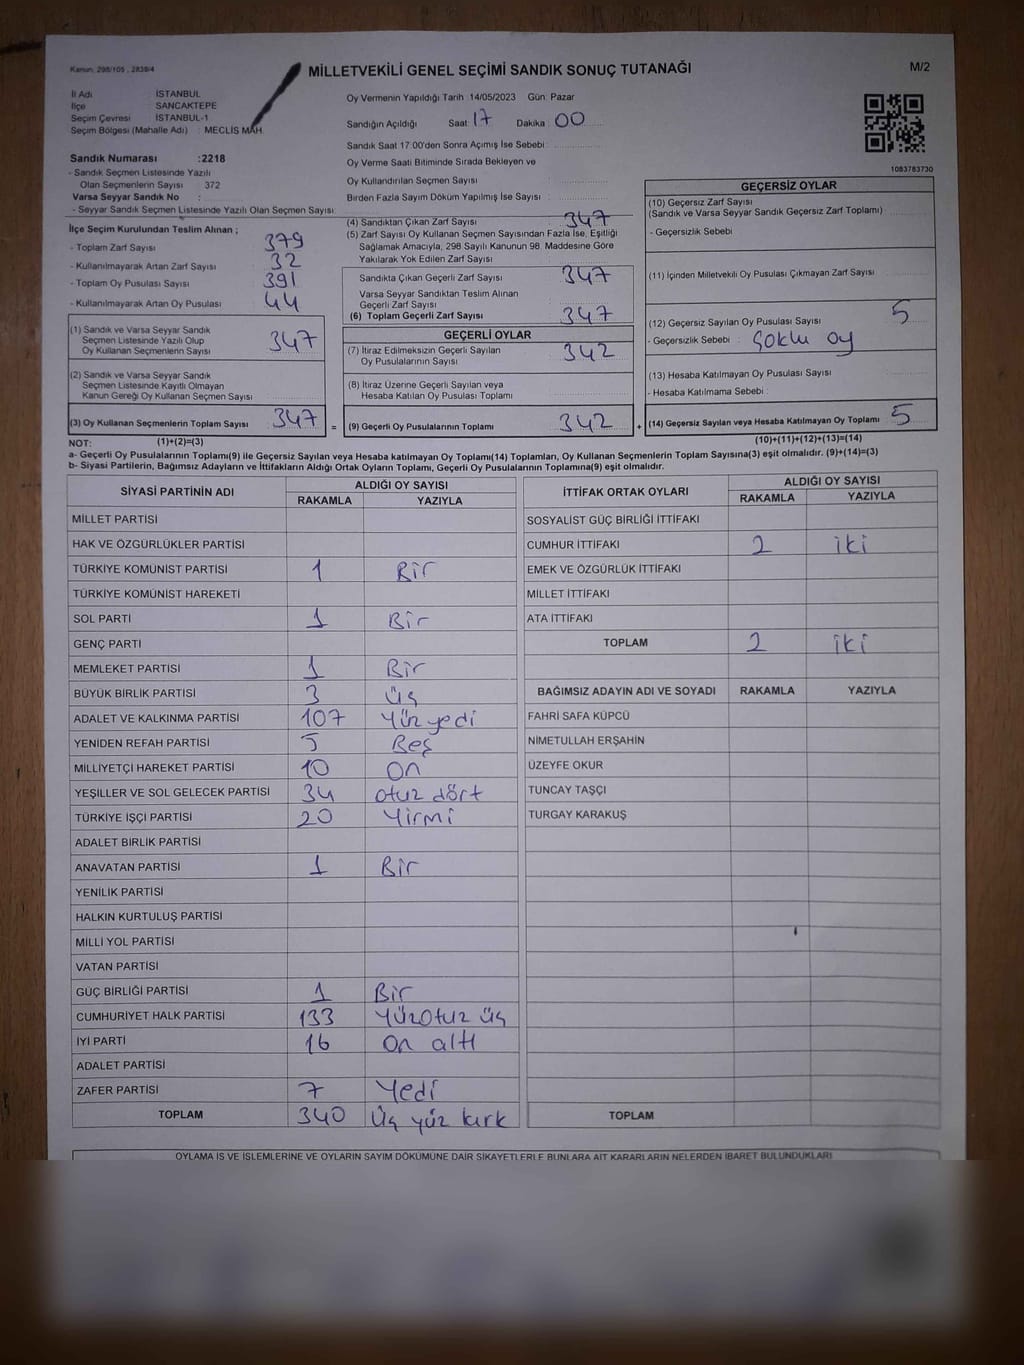 Kanun: 298/105 , 2839/4
MİLLETVEKİLİ GENEL SEÇİMİ SANDIK SONUÇ TUTANAĞI
M/2
İl Adı : İSTANBUL
İlçe : SANCAKTEPE
Seçim Çevresi : İSTANBUL-1
Seçim Bölgesi (Mahalle Adı) : MECLİS MAH.
Sandık Numarası :2218
- Sandık Seçmen Listesinde Yazılı
Olan Seçmenlerin Sayısı : 372
Varsa Seyyar Sandık No :
- Seyyar Sandık Seçmen Listesinde Yazılı Olan Seçmen Sayısı :
Oy Vermenin Yapıldığı Tarih : 14/05/2023 Gün: Pazar
Sandığın Açıldığı Saat : 17 Dakika : 00
Sandık Saat 17:00'den Sonra Açılmış İse Sebebi :
Oy Verme Saati Bitiminde Sırada Bekleyen ve
Oy Kullandırılan Seçmen Sayısı :
Birden Fazla Sayım Döküm Yapılmış İse Sayısı :
1083783730
İlçe Seçim Kurulundan Teslim Alınan ;
- Toplam Zarf Sayısı : 379
- Kullanılmayarak Artan Zarf Sayısı : 32
- Toplam Oy Pusulası Sayısı : 391
- Kullanılmayarak Artan Oy Pusulası : 44
(1) Sandık ve Varsa Seyyar Sandık
Seçmen Listesinde Yazılı Olup
Oy Kullanan Seçmenlerin Sayısı : 347
(2) Sandık ve Varsa Seyyar Sandık
Seçmen Listesinde Kayıtlı Olmayan
Kanun Gereği Oy Kullanan Seçmen Sayısı :
(3) Oy Kullanan Seçmenlerin Toplam Sayısı : 347
(4) Sandıktan Çıkan Zarf Sayısı : 347
(5) Zarf Sayısı Oy Kullanan Seçmen Sayısından Fazla İse, Eşitliği
Sağlamak Amacıyla, 298 Sayılı Kanunun 98. Maddesine Göre
Yakılarak Yok Edilen Zarf Sayısı :
Sandıkta Çıkan Geçerli Zarf Sayısı : 347
Varsa Seyyar Sandıktan Teslim Alınan
Geçerli Zarf Sayısı :
(6) Toplam Geçerli Zarf Sayısı : 347
GEÇERLİ OYLAR
(7) İtiraz Edilmeksizin Geçerli Sayılan
Oy Pusulalarının Sayısı : 342
(8) İtiraz Üzerine Geçerli Sayılan veya
Hesaba Katılan Oy Pusulası Toplamı :
= (9) Geçerli Oy Pusulalarının Toplamı : 342
GEÇERSİZ OYLAR
(10) Geçersiz Zarf Sayısı
(Sandık ve Varsa Seyyar Sandık Geçersiz Zarf Toplamı) :
- Geçersizlik Sebebi :
(11) İçinden Milletvekili Oy Pusulası Çıkmayan Zarf Sayısı :
(12) Geçersiz Sayılan Oy Pusulası Sayısı : 5
- Geçersizlik Sebebi : Çoklu oy
(13) Hesaba Katılmayan Oy Pusulası Sayısı :
- Hesaba Katılmama Sebebi :
+ (14) Geçersiz Sayılan veya Hesaba Katılmayan Oy Toplamı : 5
NOT: (1)+(2)=(3)
(10)+(11)+(12)+(13)=(14)
a- Geçerli Oy Pusulalarının Toplamı(9) ile Geçersiz Sayılan veya Hesaba katılmayan Oy Toplamı(14) Toplamları, Oy Kullanan Seçmenlerin Toplam Sayısına(3) eşit olmalıdır. (9)+(14)=(3)
b- Siyasi Partilerin, Bağımsız Adayların ve İttifakların Aldığı Ortak Oyların Toplamı, Geçerli Oy Pusulalarının Toplamına(9) eşit olmalıdır.
SİYASİ PARTİNİN ADI
ALDIĞI OY SAYISI
RAKAMLA YAZIYLA
MİLLET PARTİSİ
HAK VE ÖZGÜRLÜKLER PARTİSİ
TÜRKİYE KOMÜNİST PARTİSİ 1 Bir
TÜRKİYE KOMÜNİST HAREKETİ
SOL PARTİ 1 Bir
GENÇ PARTİ
MEMLEKET PARTİSİ 1 Bir
BÜYÜK BİRLİK PARTİSİ 3 üç
ADALET VE KALKINMA PARTİSİ 107 Yüz yedi
YENİDEN REFAH PARTİSİ 5 Beş
MİLLİYETÇİ HAREKET PARTİSİ 10 On
YEŞİLLER VE SOL GELECEK PARTİSİ 34 otuz dört
TÜRKİYE İŞÇİ PARTİSİ 20 Yirmi
ADALET BİRLİK PARTİSİ
ANAVATAN PARTİSİ 1 Bir
YENİLİK PARTİSİ
HALKIN KURTULUŞ PARTİSİ
MİLLİ YOL PARTİSİ
VATAN PARTİSİ
GÜÇ BİRLİĞİ PARTİSİ 1 Bir
CUMHURİYET HALK PARTİSİ 133 Yüzotuz üç
İYİ PARTİ 16 On altı
ADALET PARTİSİ
ZAFER PARTİSİ 7 Yedi
TOPLAM 340 Üç yüz kırk
İTTİFAK ORTAK OYLARI
ALDIĞI OY SAYISI
RAKAMLA YAZIYLA
SOSYALİST GÜÇ BİRLİĞİ İTTİFAKI
CUMHUR İTTİFAKI 2 iki
EMEK VE ÖZGÜRLÜK İTTİFAKI
MİLLET İTTİFAKI
ATA İTTİFAKI
TOPLAM 2 iki
BAĞIMSIZ ADAYIN ADI VE SOYADI RAKAMLA YAZIYLA
FAHRİ SAFA KÜPCÜ
NİMETULLAH ERŞAHİN
ÜZEYFE OKUR
TUNCAY TAŞÇI
TURGAY KARAKUŞ
TOPLAM
OYLAMA İŞ VE İŞLEMLERİNE VE OYLARIN SAYIM DÖKÜMÜNE DAİR ŞİKAYETLERLE BUNLARA AİT KARARLARIN NELERDEN İBARET BULUNDUKLARI